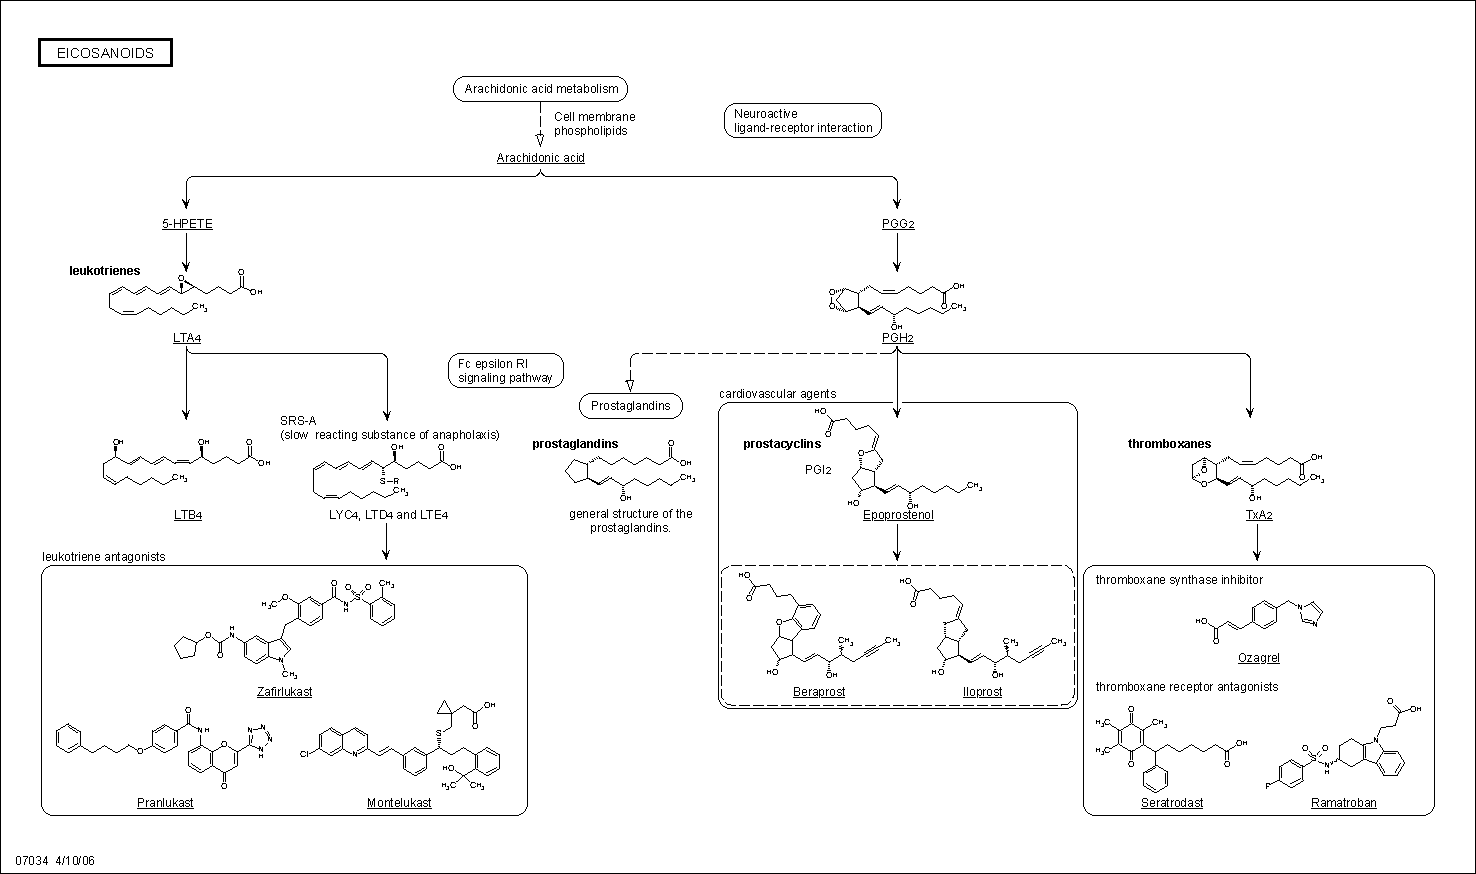 EICOSANOIDS
Arachidonic acid metabolism
Cell membrane
phospholipids
Neuroactive
ligand-receptor interaction
Arachidonic acid
5-HPETE
PGG2
leukotrienes
O
O
OH
CH3
LTA4
O
O
OH
O
CH3
OH
PGH2
Fc epsilon RI
signaling pathway
Prostaglandins
cardiovascular agents
SRS-A
(slow reacting substance of anapholaxis)
OH
OH
O
OH
CH3
LTB4
OH
O
OH
S-R
CH3
LYC4, LTD4 and LTE4
prostaglandins
O
OH
CH3
OH
general structure of the
prostaglandins.
prostacyclins
PGI2
HO
O
O
CH3
HO
OH
Epoprostenol
thromboxanes
O
O
OH
O
CH3
OH
TxA2
leukotriene antagonists
H3C
O
O
N
H
O
O
S
CH3
O
O
H
N
N
CH3
Zafirlukast
O
O
NH
O
O
N
N
N
N
H
Pranlukast
Cl
N
S
O
OH
HO
H3C
CH3
Montelukast
HO
O
O
CH3
CH3
HO
OH
Beraprost
HO
O
CH3
CH3
HO
OH
Iloprost
thromboxane synthase inhibitor
HO
O
N
N
Ozagrel
thromboxane receptor antagonists
H3C
O
CH3
H3C
O
O
OH
Seratrodast
O
OH
N
O
O
S
N
H
F
Ramatroban
07034 4/10/06